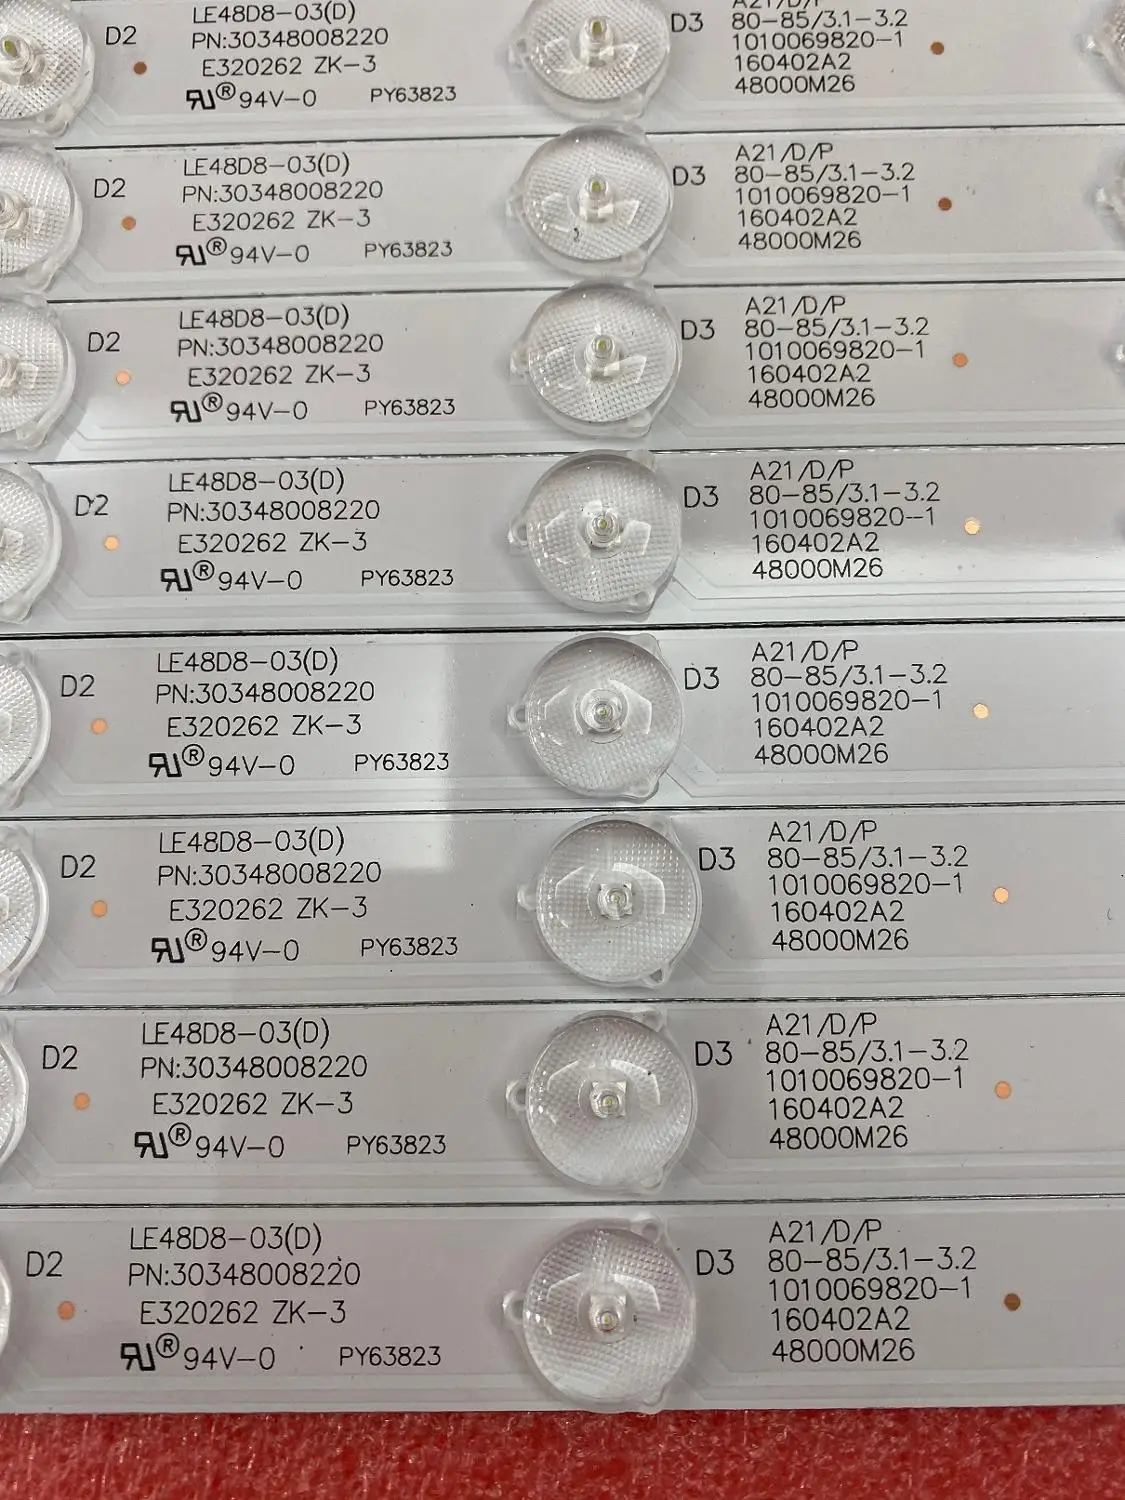 D2
LE48D8-03(D)
PN:30348008220
E320262 ZK-3
®94V-0 PY63823
D3
A21/D/P
80-85/3.1-3.2
1010069820-1
160402A2
48000M26
D2
LE48D8-03(D)
PN:30348008220
E320262 ZK-3
®94V-0 PY63823
D3
A21/D/P
80-85/3.1-3.2
1010069820-1
160402A2
48000M26
D2
LE48D8-03(D)
PN:30348008220
E320262 ZK-3
®94V-0 PY63823
D3
A21/D/P
80-85/3.1-3.2
1010069820-1
160402A2
48000M26
D2
LE48D8-03(D)
PN:30348008220
E320262 ZK-3
®94V-0 PY63823
D3
A21/D/P
80-85/3.1-3.2
1010069820-1
160402A2
48000M26
D2
LE48D8-03(D)
PN:30348008220
E320262 ZK-3
®94V-0 PY63823
D3
A21/D/P
80-85/3.1-3.2
1010069820-1
160402A2
48000M26
D2
LE48D8-03(D)
PN:30348008220
E320262 ZK-3
®94V-0 PY63823
D3
A21/D/P
80-85/3.1-3.2
1010069820-1
160402A2
48000M26
D2
LE48D8-03(D)
PN:30348008220
E320262 ZK-3
®94V-0 PY63823
D3
A21/D/P
80-85/3.1-3.2
1010069820-1
160402A2
48000M26
D2
LE48D8-03(D)
PN:30348008220
E320262 ZK-3
®94V-0 PY63823
D3
A21/D/P
80-85/3.1-3.2
1010069820-1
160402A2
48000M26